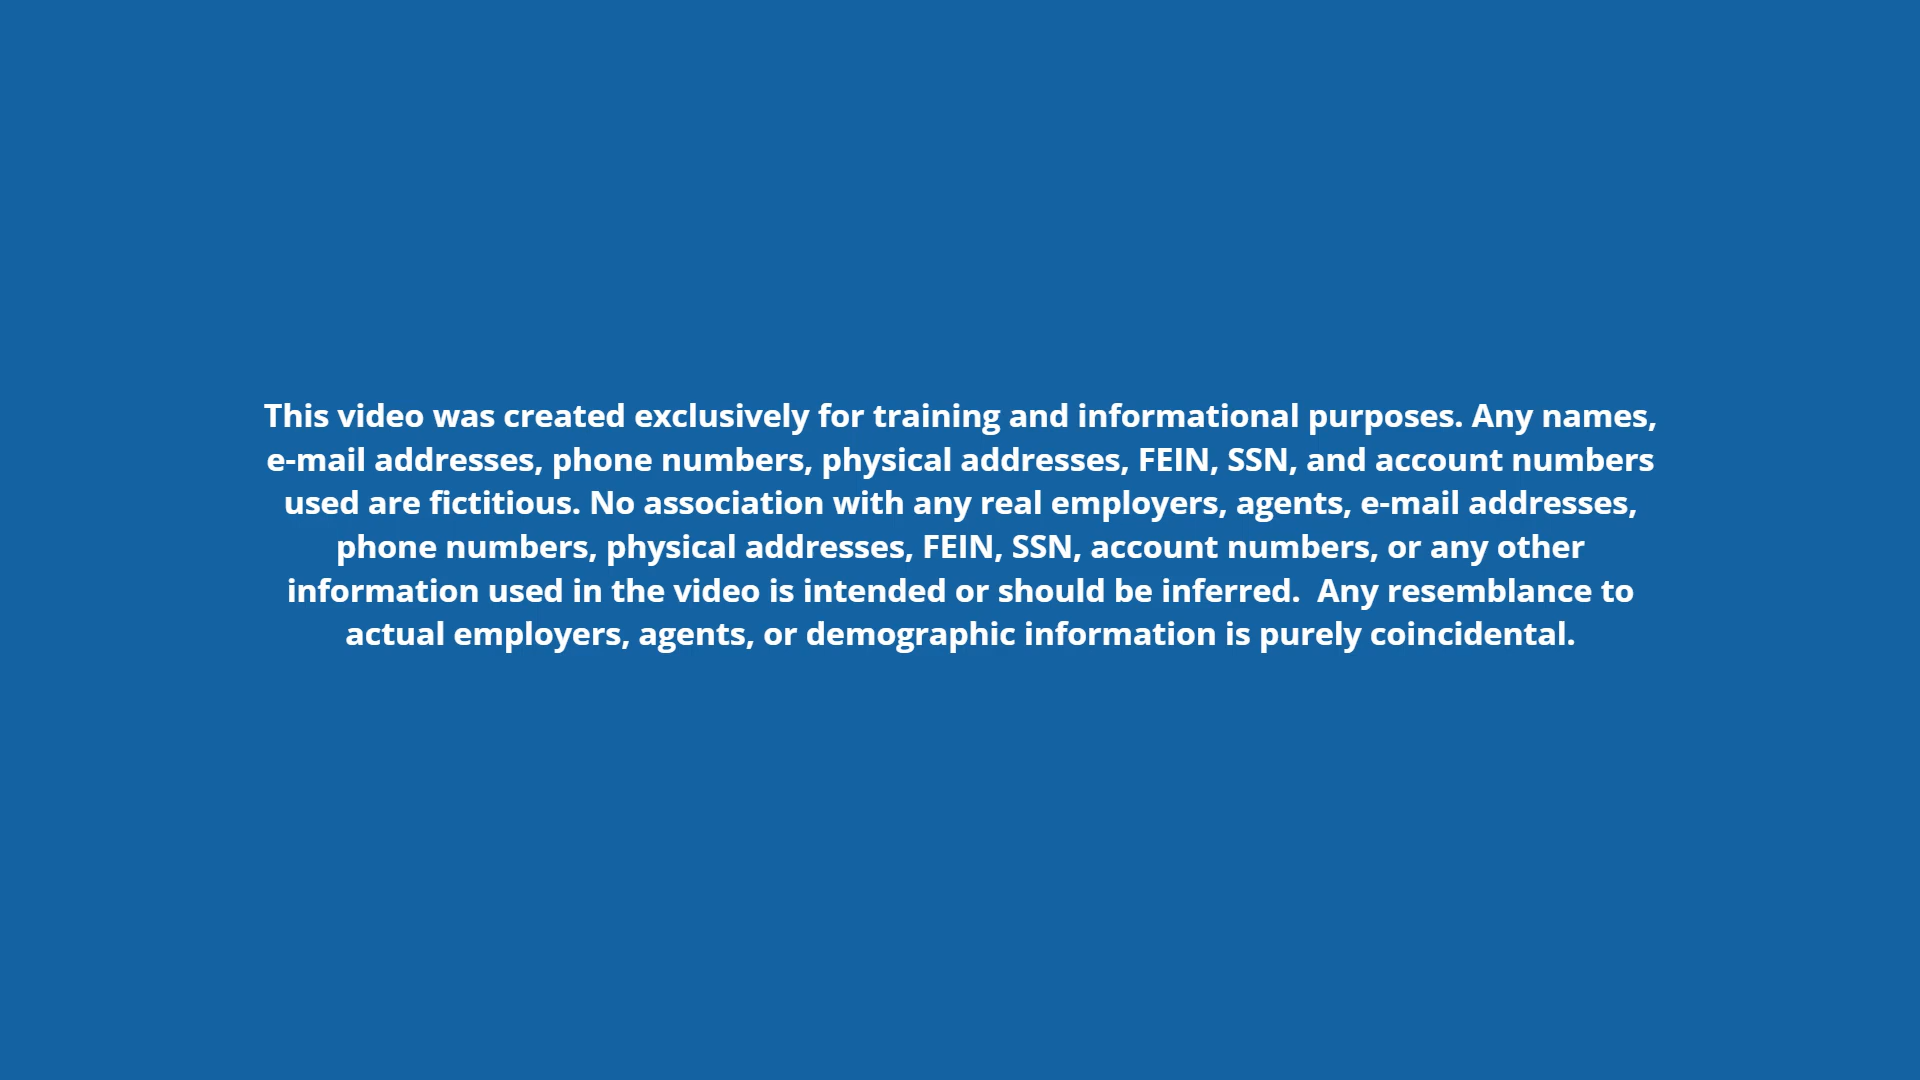 This video was created exclusively for training and informational purposes. Any names,
e-mail addresses, phone numbers, physical addresses, FEIN, SSN, and account numbers
used are fictitious. No association with any real employers, agents, e-mail addresses,
phone numbers, physical addresses, FEIN, SSN, account numbers, or any other
information used in the video is intended or should be inferred.  Any resemblance to
actual employers, agents, or demographic information is purely coincidental.